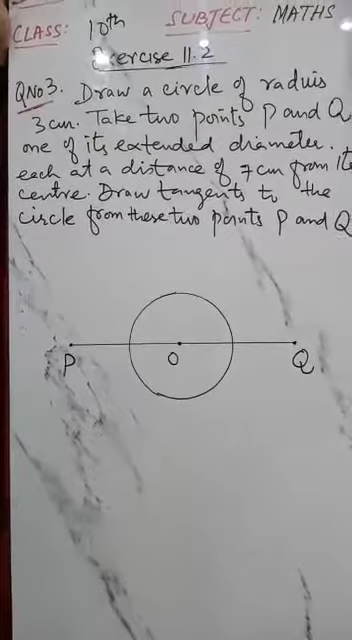 CLASS: 10th SUBJECT: MATHS
Exercise 11.2
QNo3. Draw a circle of raduis
3cm. Take two points P and Q
one of its extended diameter.
each at a distance of 7cm from its
centre. Draw tangents to the
circle from these two points P and Q
P O Q